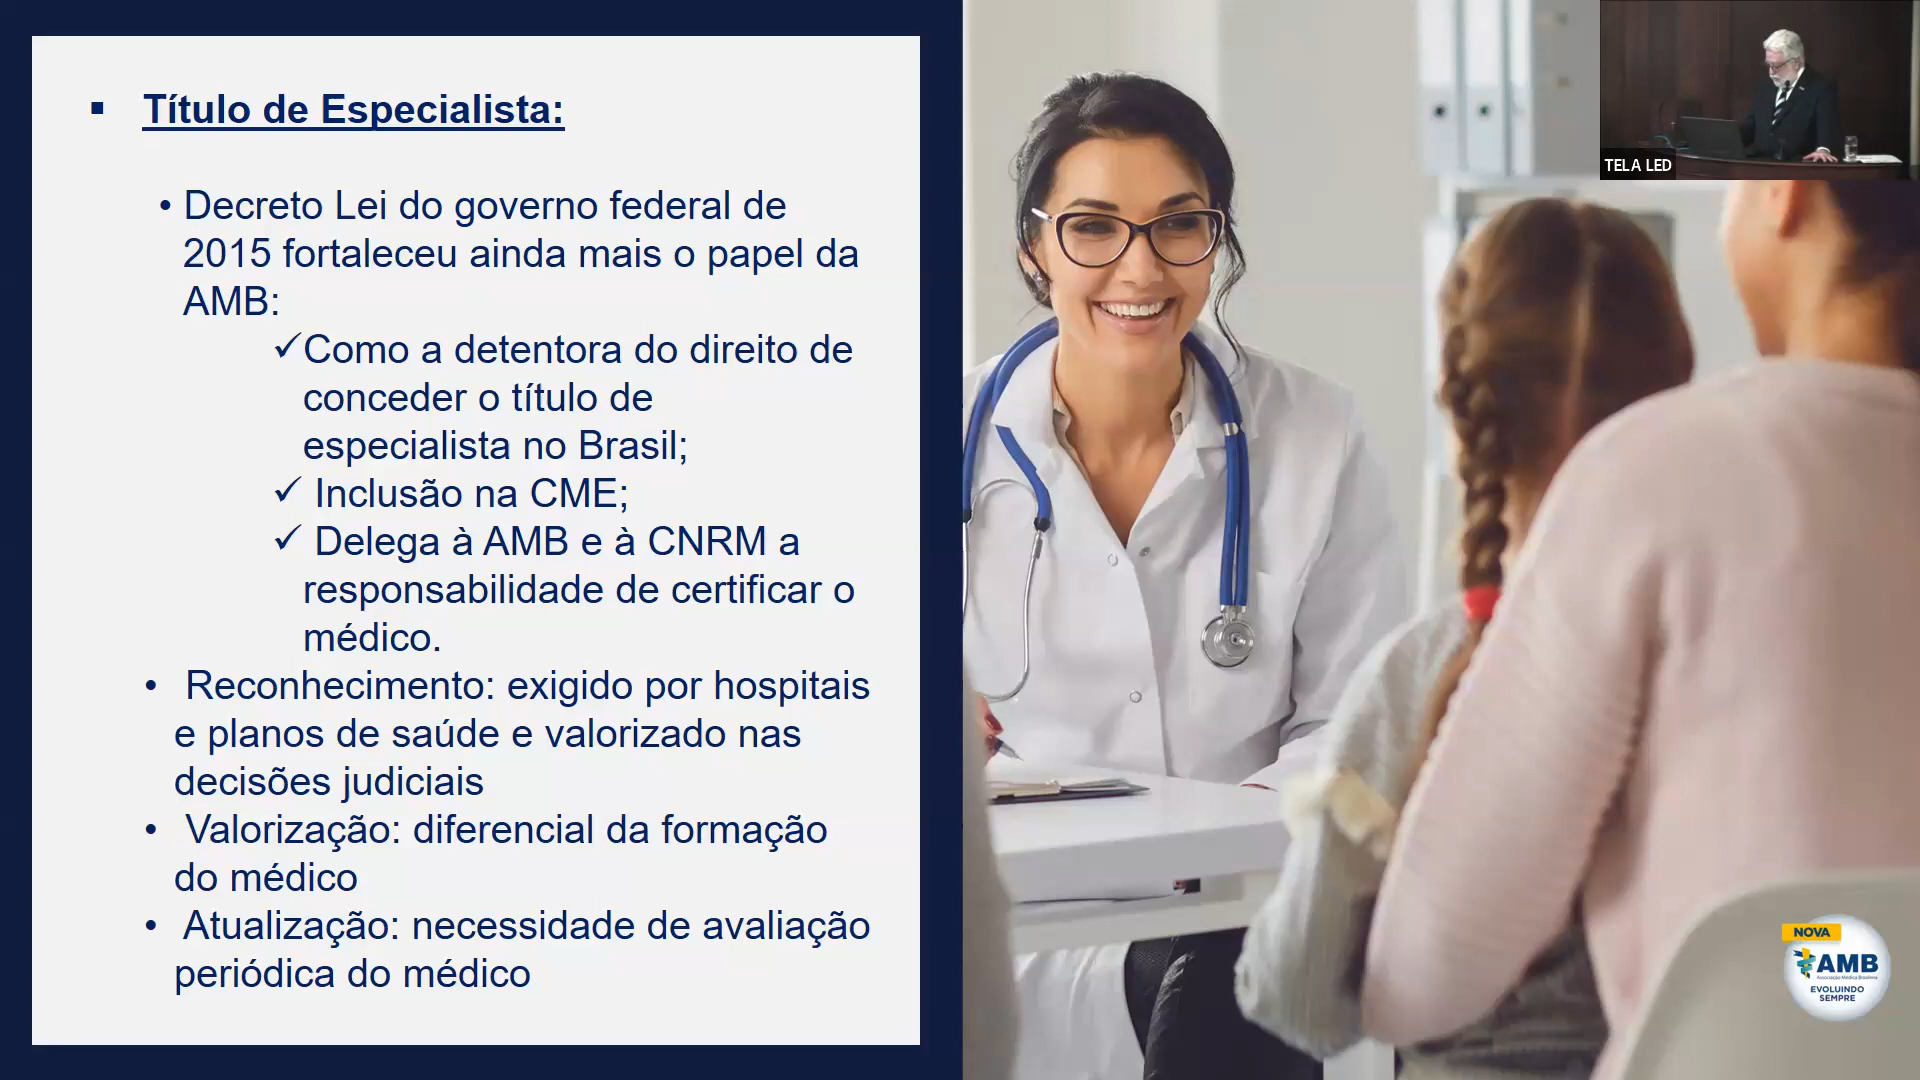 Título de Especialista:
• Decreto Lei do governo federal de
2015 fortaleceu ainda mais o papel da
AMB:
✓Como a detentora do direito de
conceder o título de
especialista no Brasil;
✓ Inclusão na CME;
✓ Delega à AMB e à CNRM a
responsabilidade de certificar o
médico.
• Reconhecimento: exigido por hospitais
e planos de saúde e valorizado nas
decisões judiciais
• Valorização: diferencial da formação
do médico
• Atualização: necessidade de avaliação
periódica do médico
TELA LED
NOVA
AMB
Associação Médica Brasileira
EVOLUINDO
SEMPRE